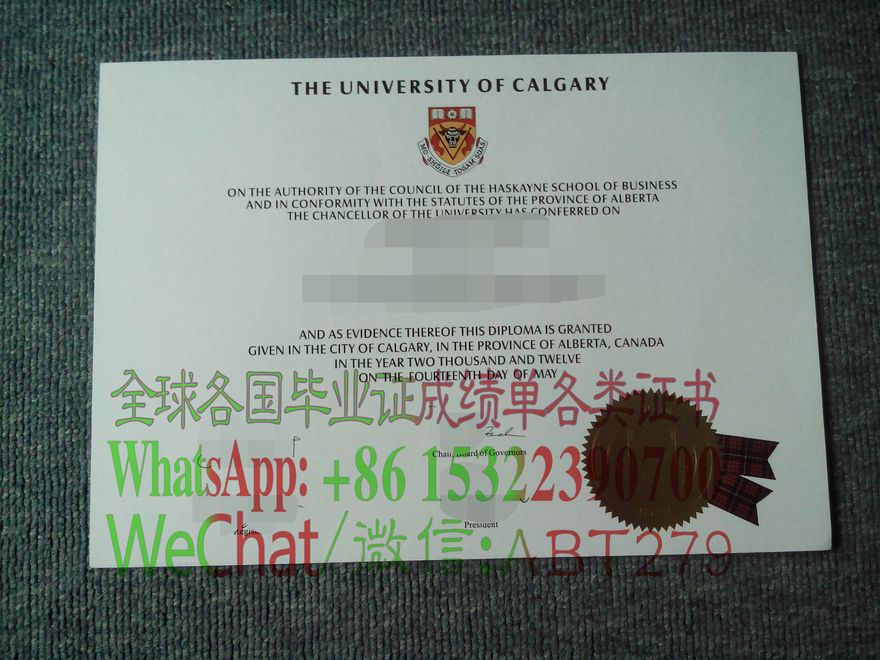 THE UNIVERSITY OF CALGARY
MO SHÙILE TOGAM SUAS
ON THE AUTHORITY OF THE COUNCIL OF THE HASKAYNE SCHOOL OF BUSINESS
AND IN CONFORMITY WITH THE STATUTES OF THE PROVINCE OF ALBERTA
THE CHANCELLOR OF THE UNIVERSITY HAS CONFERRED ON
AND AS EVIDENCE THEREOF THIS DIPLOMA IS GRANTED
GIVEN IN THE CITY OF CALGARY, IN THE PROVINCE OF ALBERTA, CANADA
IN THE YEAR TWO THOUSAND AND TWELVE
ON THE FOURTEENTH DAY OF MAY
全球各国毕业证成绩单各类证书
Chair, Board of Governors
WhatsApp: +86 15322390700
President
WeChat/微信:ABT279